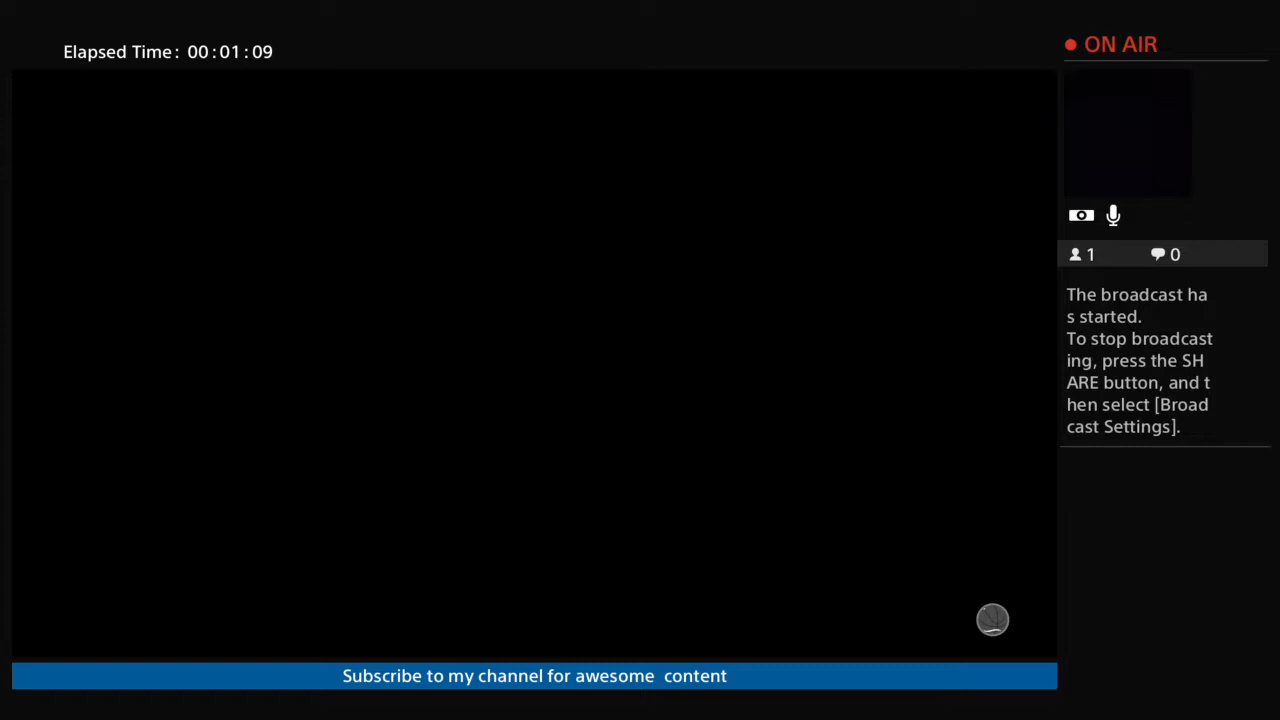 Elapsed Time: 00:01:09
ON AIR
1 0
The broadcast ha
s started.
To stop broadcast
ing, press the SH
ARE button, and t
hen select [Broad
cast Settings].
Subscribe to my channel for awesome  content